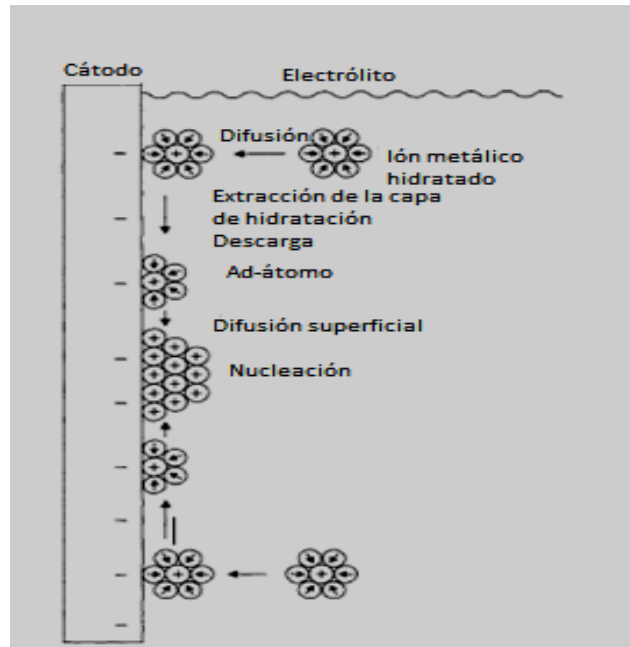 Cátodo
Electrólito
Difusión
Ión metálico
hidratado
Extracción de la capa
de hidratación
Descarga
Ad-átomo
Difusión superficial
Nucleación